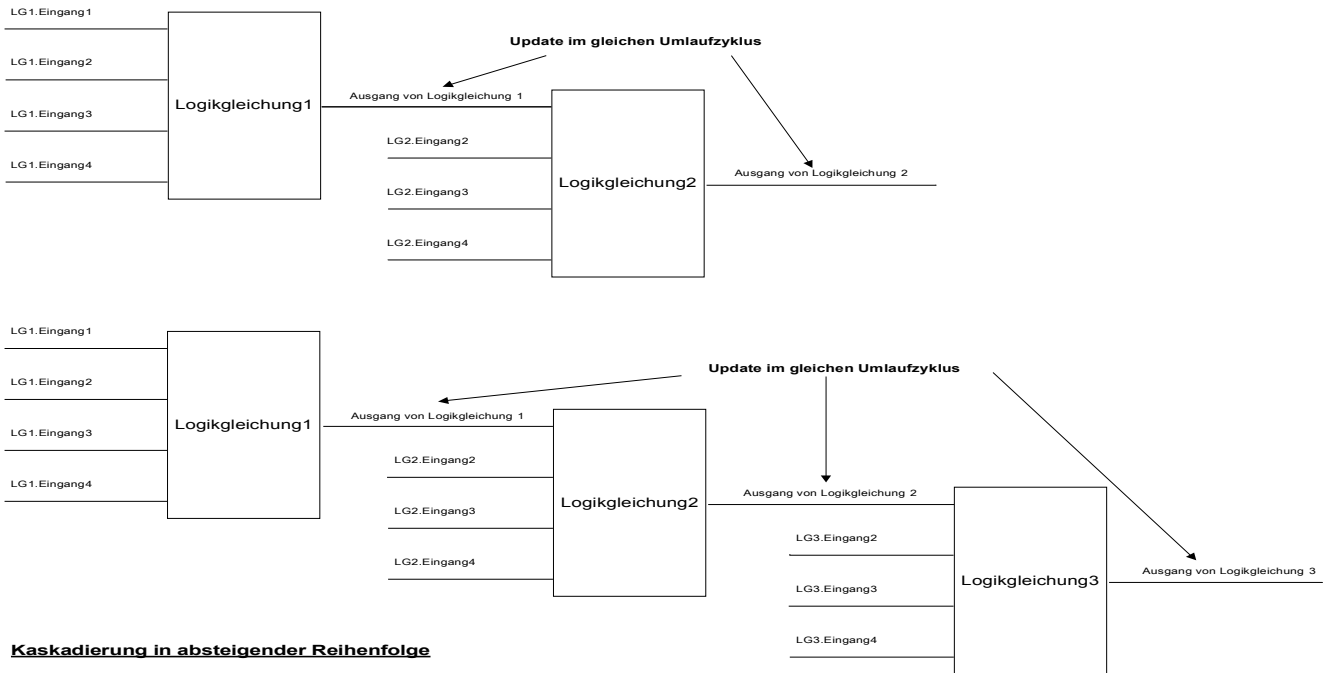 LG1.Eingang1
Update im gleichen Umlaufzyklus
LG1.Eingang2
Ausgang von Logikgleichung 1
Logikgleichung1
LG1.Eingang3
LG2.Eingang2
LG1.Eingang4
Ausgang von Logikgleichung 2
Logikgleichung2
LG2.Eingang3
LG2.Eingang4
LG1.Eingang1
Update im gleichen Umlaufzyklus
LG1.Eingang2
Ausgang von Logikgleichung 1
Logikgleichung1
LG1.Eingang3
LG2.Eingang2
LG1.Eingang4
Ausgang von Logikgleichung 2
Logikgleichung2
LG2.Eingang3
LG3.Eingang2
LG2.Eingang4
Ausgang von Logikgleichung 3
Logikgleichung3
LG3.Eingang3
LG3.Eingang4
Kaskadierung in absteigender Reihenfolge